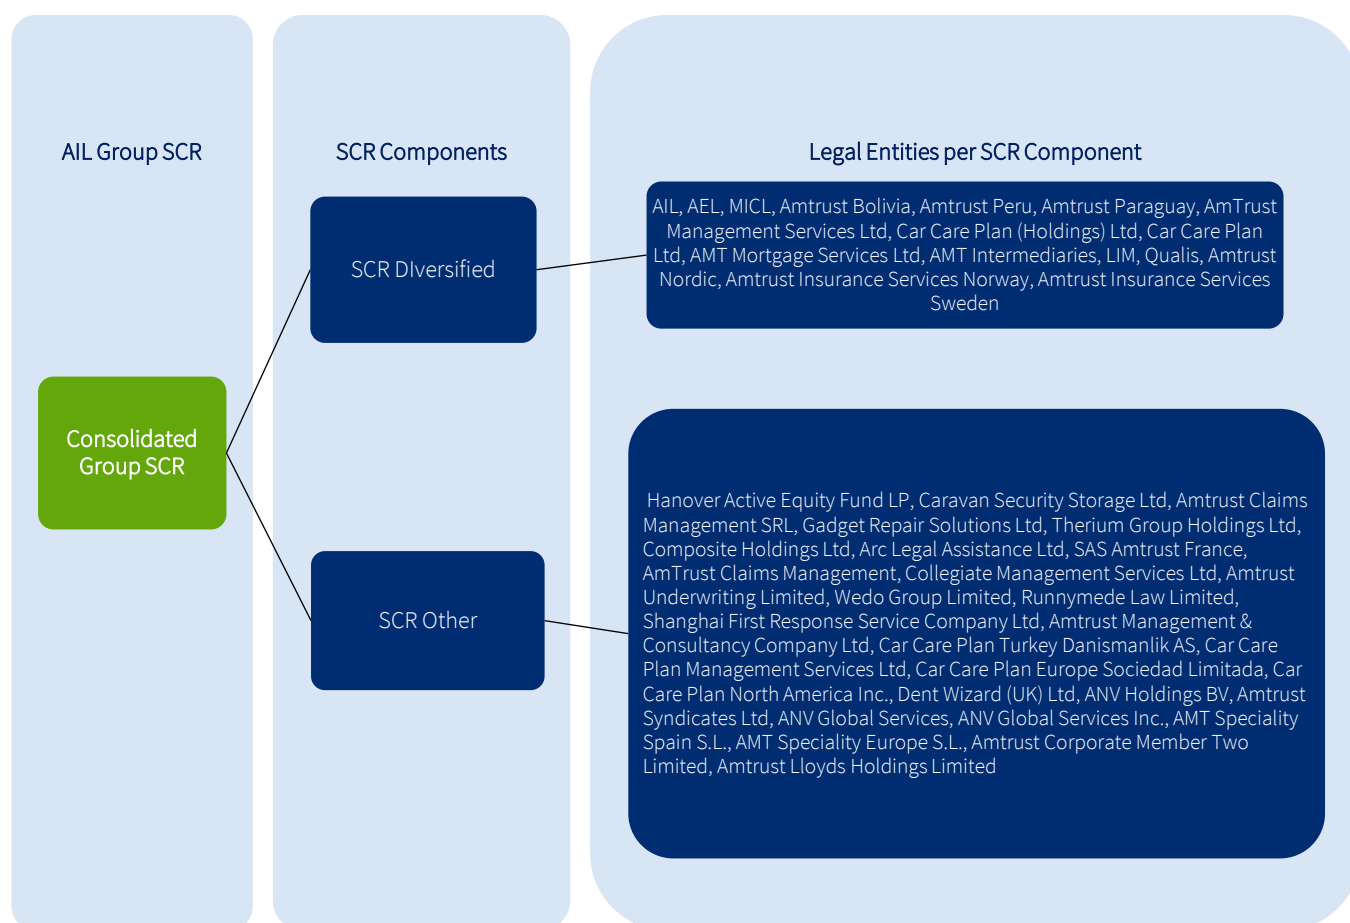 AIL Group SCR
SCR Components
Legal Entities per SCR Component
AIL, AEL, MICL, Amtrust Bolivia, Amtrust Peru, Amtrust Paraguay, AmTrust
Management Services Ltd, Car Care Plan (Holdings) Ltd, Car Care Plan
Ltd, AMT Mortgage Services Ltd, AMT Intermediaries, LIM, Qualis, Amtrust
Nordic, Amtrust Insurance Services Norway, Amtrust Insurance Services
Sweden
SCR DIversified
Consolidated
Group SCR
SCR Other
Hanover Active Equity Fund LP, Caravan Security Storage Ltd, Amtrust Claims
Management SRL, Gadget Repair Solutions Ltd, Therium Group Holdings Ltd,
Composite Holdings Ltd, Arc Legal Assistance Ltd, SAS Amtrust France,
AmTrust Claims Management, Collegiate Management Services Ltd, Amtrust
Underwriting Limited, Wedo Group Limited, Runnymede Law Limited,
Shanghai First Response Service Company Ltd, Amtrust Management &
Consultancy Company Ltd, Car Care Plan Turkey Danismanlik AS, Car Care
Plan Management Services Ltd, Car Care Plan Europe Sociedad Limitada, Car
Care Plan North America Inc., Dent Wizard (UK) Ltd, ANV Holdings BV, Amtrust
Syndicates Ltd, ANV Global Services, ANV Global Services Inc., AMT Speciality
Spain S.L., AMT Speciality Europe S.L., Amtrust Corporate Member Two
Limited, Amtrust Lloyds Holdings Limited